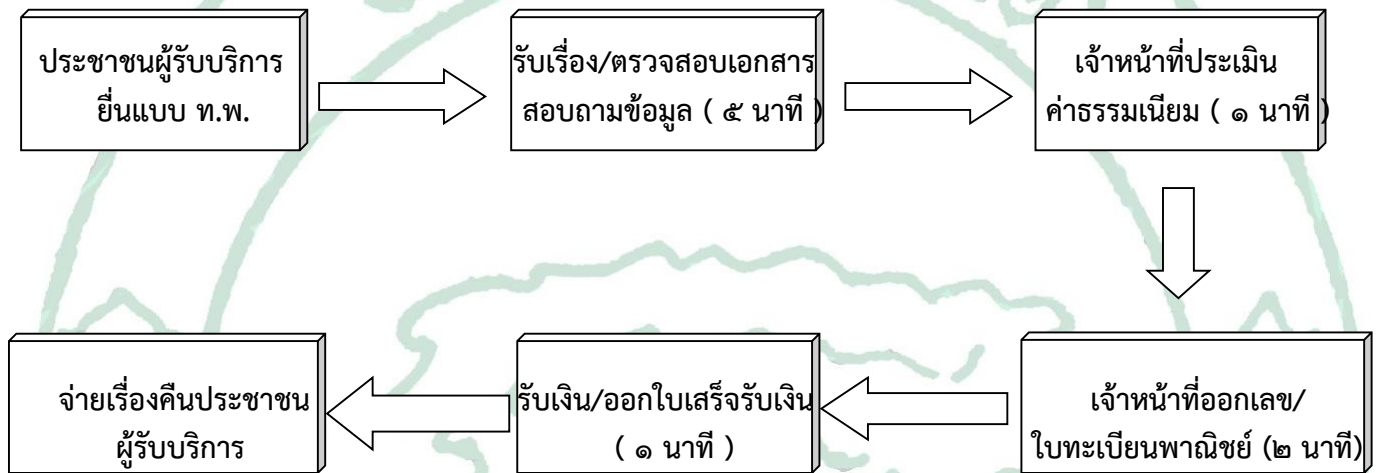 ประชาชนผู้รับบริการ
ยื่นแบบ ท.พ.
รับเรื่อง/ตรวจสอบเอกสาร
สอบถามข้อมูล ( ๕ นาที )
เจ้าหน้าที่ประเมิน
ค่าธรรมเนียม ( ๑ นาที )
เจ้าหน้าที่ออกเลข/
ใบทะเบียนพาณิชย์ (๒ นาที)
รับเงิน/ออกใบเสร็จรับเงิน
( ๑ นาที )
จ่ายเรื่องคืนประชาชน
ผู้รับบริการ